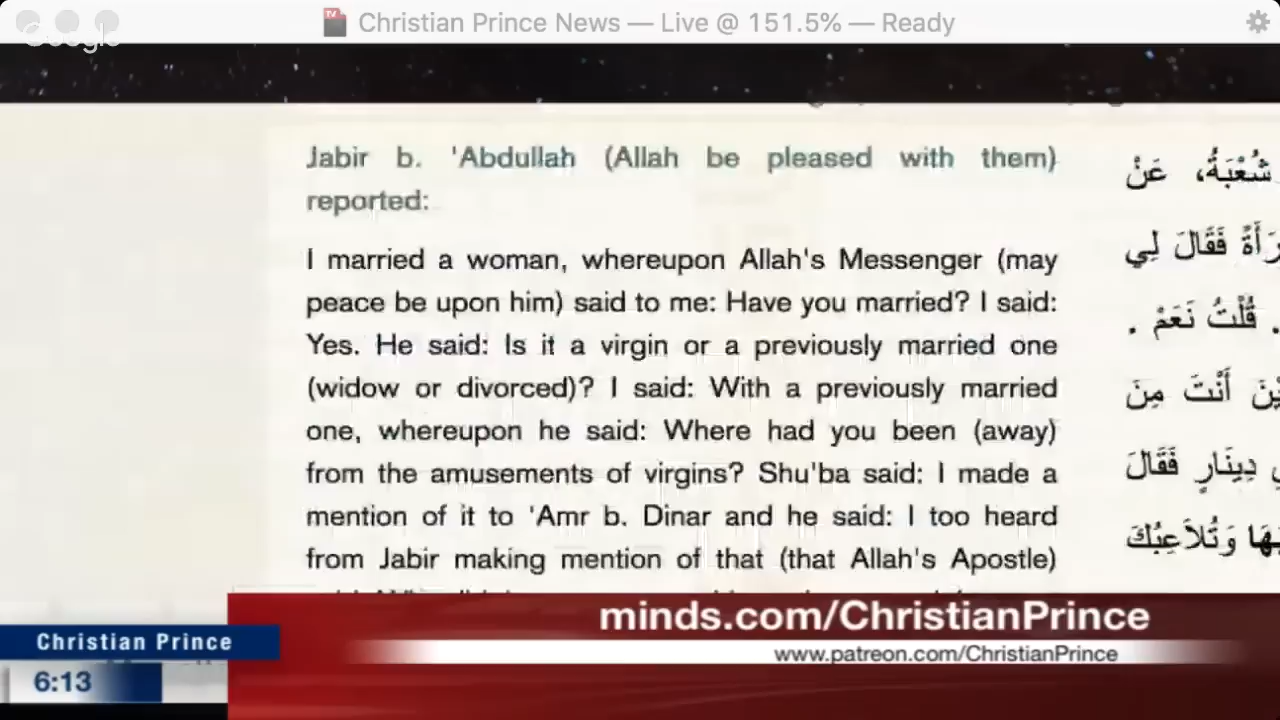 Christian Prince News — Live @ 151.5% — Ready
Google
Jabir b. 'Abdullah (Allah be pleased with them)
reported:
I married a woman, whereupon Allah's Messenger (may
peace be upon him) said to me: Have you married? I said:
Yes. He said: Is it a virgin or a previously married one
(widow or divorced)? I said: With a previously married
one, whereupon he said: Where had you been (away)
from the amusements of virgins? Shu'ba said: I made a
mention of it to 'Amr b. Dinar and he said: I too heard
from Jabir making mention of that (that Allah's Apostle)
شُعْبَةُ، عَنْ
فَقَالَ لِي
. قُلْتُ نَعَمْ .
أَنْتَ مِنَ
دِينَارٍ فَقَالَ
وَتُلاَعِبُكَ
minds.com/ChristianPrince
www.patreon.com/ChristianPrince
Christian Prince
6:13